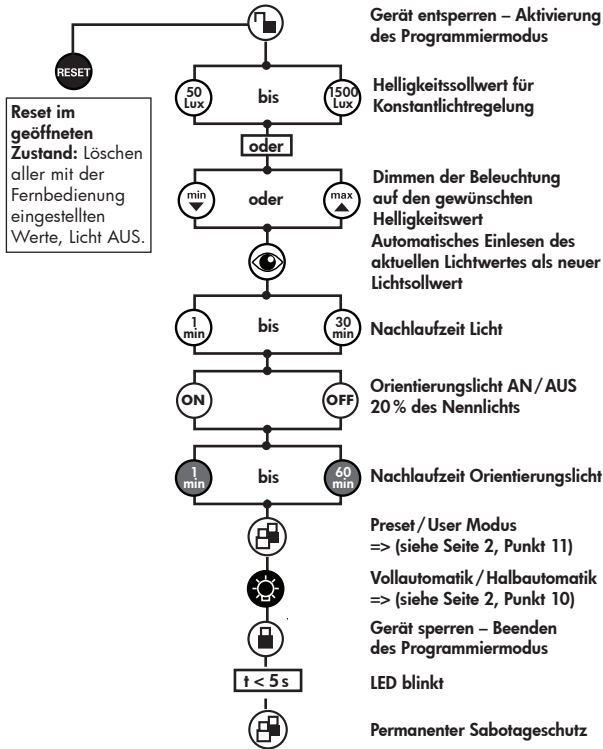 Gerät entsperren – Aktivierung
des Programmiermodus
RESET
Reset im
geöffneten
Zustand: Löschen
aller mit der
Fernbedienung
eingestellten
Werte, Licht AUS.
50
Lux
bis
1500
Lux
Helligkeitssollwert für
Konstantlichtregelung
oder
min
oder
max
Dimmen der Beleuchtung
auf den gewünschten
Helligkeitswert
Automatisches Einlesen des
aktuellen Lichtwertes als neuer
Lichtsollwert
1
min
bis
30
min
Nachlaufzeit Licht
ON
OFF
Orientierungslicht AN/AUS
20% des Nennlichts
1
min
bis
60
min
Nachlaufzeit Orientierungslicht
Preset/User Modus
=> (siehe Seite 2, Punkt 11)
Vollautomatik/Halbautomatik
=> (siehe Seite 2, Punkt 10)
Gerät sperren – Beenden
des Programmiermodus
t < 5 s
LED blinkt
Permanenter Sabotageschutz